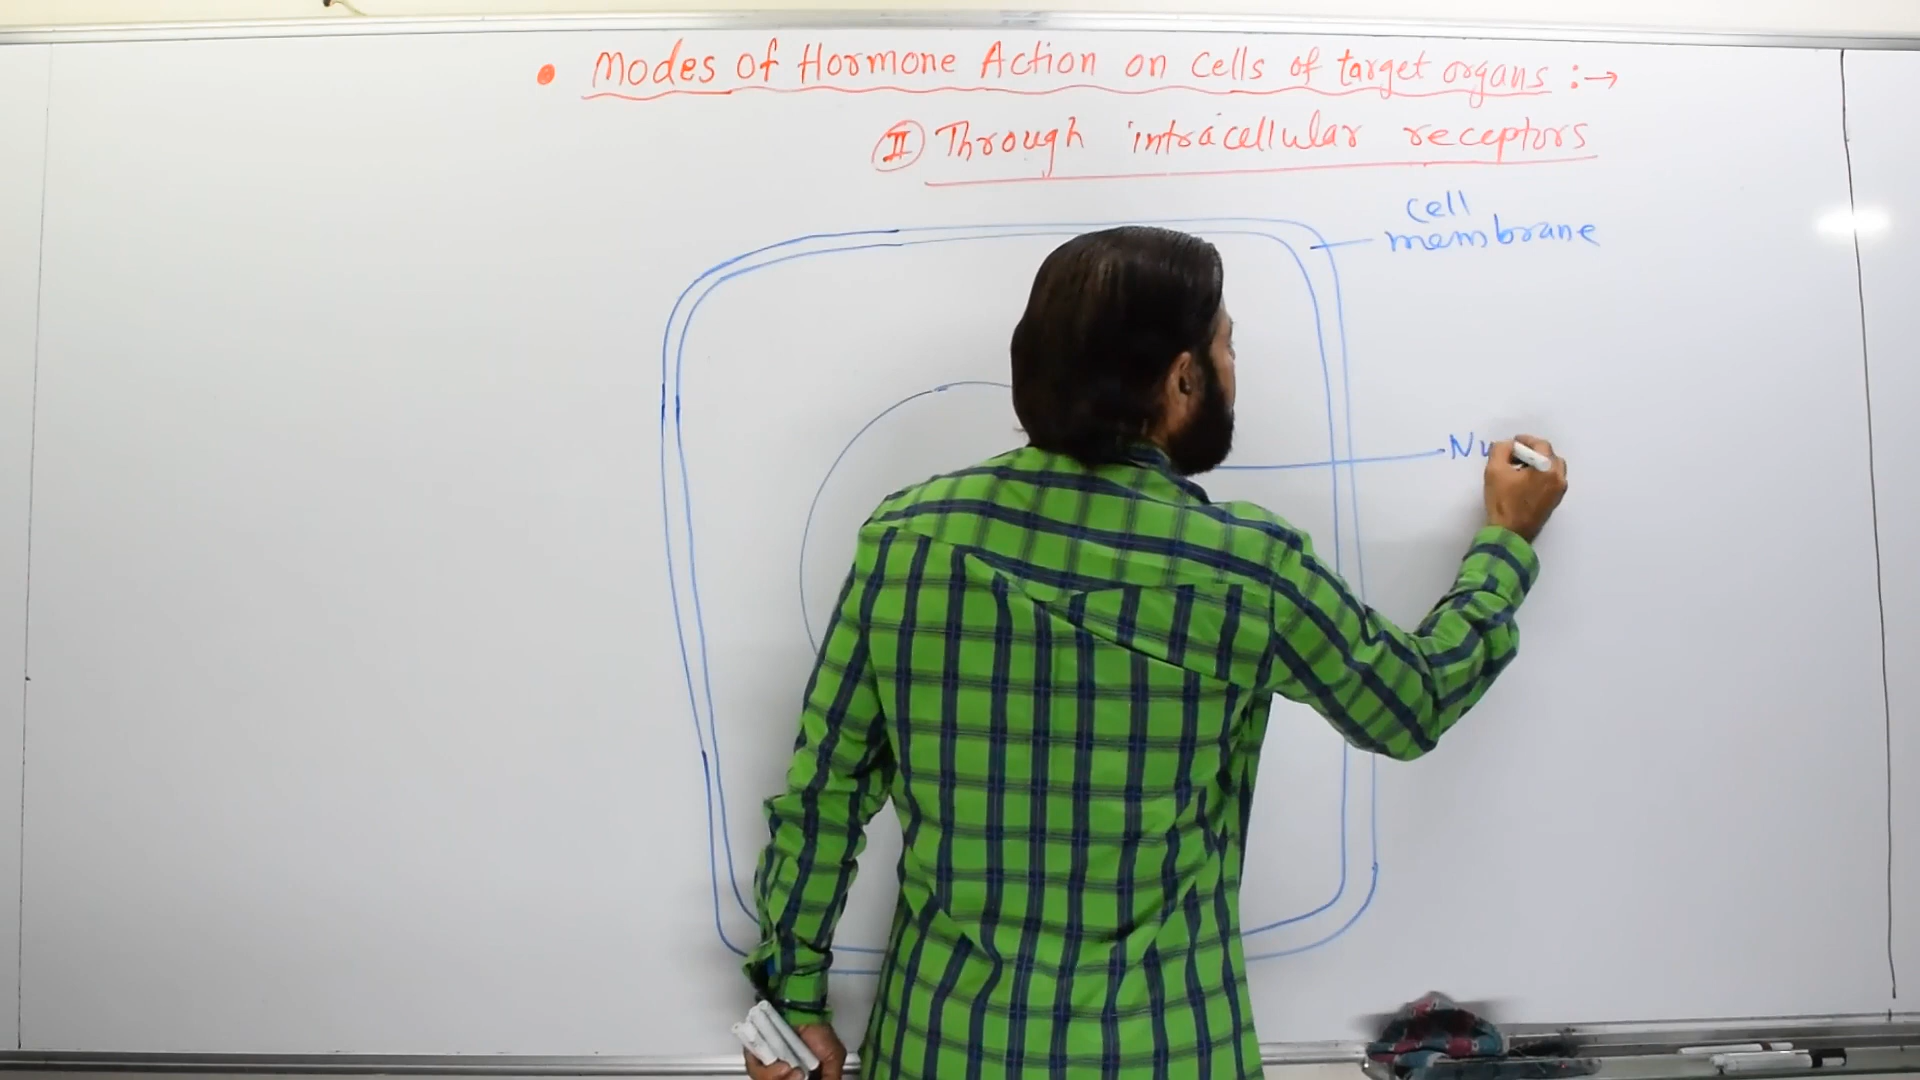 • Modes of Hormone Action on cells of target organs :→
II Through intracellular receptors
cell
membrane
Nu